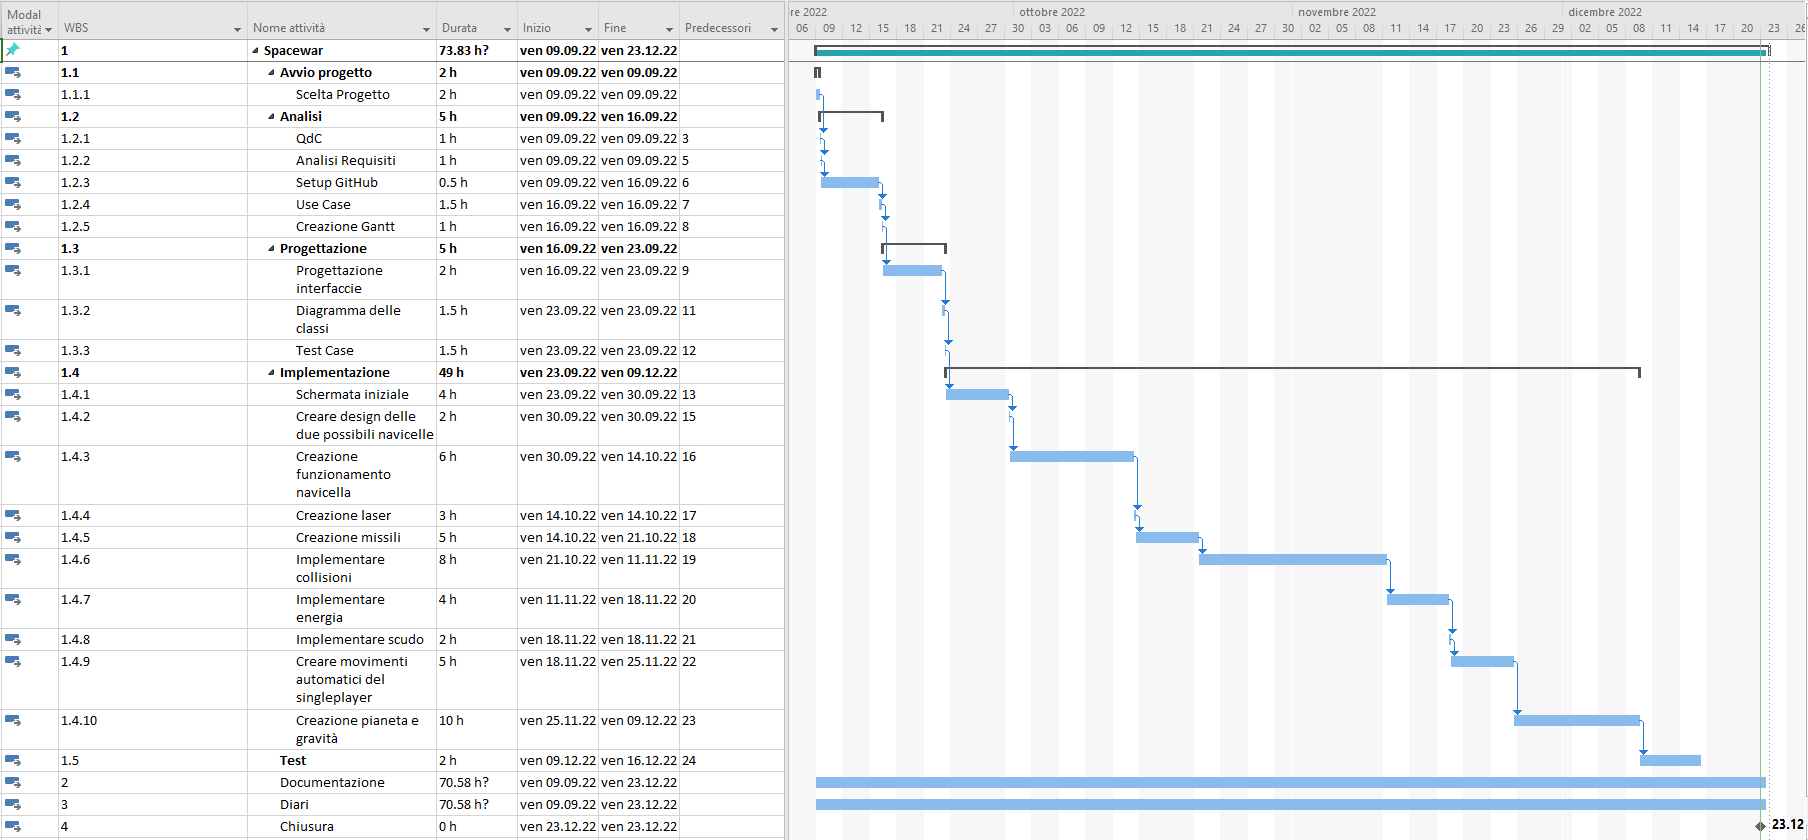 Modal attività WBS Nome attività Durata Inizio Fine Predecessori
re 2022 ottobre 2022 novembre 2022 dicembre 2022
06 09 12 15 18 21 24 27 30 03 06 09 12 15 18 21 24 27 30 02 05 08 11 14 17 20 23 26 29 02 05 08 11 14 17 20 23 26
1 Spacewar 73.83 h? ven 09.09.22 ven 23.12.22
1.1 Avvio progetto 2 h ven 09.09.22 ven 09.09.22
1.1.1 Scelta Progetto 2 h ven 09.09.22 ven 09.09.22
1.2 Analisi 5 h ven 09.09.22 ven 16.09.22
1.2.1 QdC 1 h ven 09.09.22 ven 09.09.22 3
1.2.2 Analisi Requisiti 1 h ven 09.09.22 ven 09.09.22 5
1.2.3 Setup GitHub 0.5 h ven 09.09.22 ven 16.09.22 6
1.2.4 Use Case 1.5 h ven 16.09.22 ven 16.09.22 7
1.2.5 Creazione Gantt 1 h ven 16.09.22 ven 16.09.22 8
1.3 Progettazione 5 h ven 16.09.22 ven 23.09.22
1.3.1 Progettazione 2 h ven 16.09.22 ven 23.09.22 9
interfaccie
1.3.2 Diagramma delle 1.5 h ven 23.09.22 ven 23.09.22 11
classi
1.3.3 Test Case 1.5 h ven 23.09.22 ven 23.09.22 12
1.4 Implementazione 49 h ven 23.09.22 ven 09.12.22
1.4.1 Schermata iniziale 4 h ven 23.09.22 ven 30.09.22 13
1.4.2 Creare design delle 2 h ven 30.09.22 ven 30.09.22 15
due possibili navicelle
1.4.3 Creazione 6 h ven 30.09.22 ven 14.10.22 16
funzionamento
navicella
1.4.4 Creazione laser 3 h ven 14.10.22 ven 14.10.22 17
1.4.5 Creazione missili 5 h ven 14.10.22 ven 21.10.22 18
1.4.6 Implementare 8 h ven 21.10.22 ven 11.11.22 19
collisioni
1.4.7 Implementare 4 h ven 11.11.22 ven 18.11.22 20
energia
1.4.8 Implementare scudo 2 h ven 18.11.22 ven 18.11.22 21
1.4.9 Creare movimenti 5 h ven 18.11.22 ven 25.11.22 22
automatici del
singleplayer
1.4.10 Creazione pianeta e 10 h ven 25.11.22 ven 09.12.22 23
gravità
1.5 Test 2 h ven 09.12.22 ven 16.12.22 24
2 Documentazione 70.58 h? ven 09.09.22 ven 23.12.22
3 Diari 70.58 h? ven 09.09.22 ven 23.12.22
4 Chiusura 0 h ven 23.12.22 ven 23.12.22 23.12